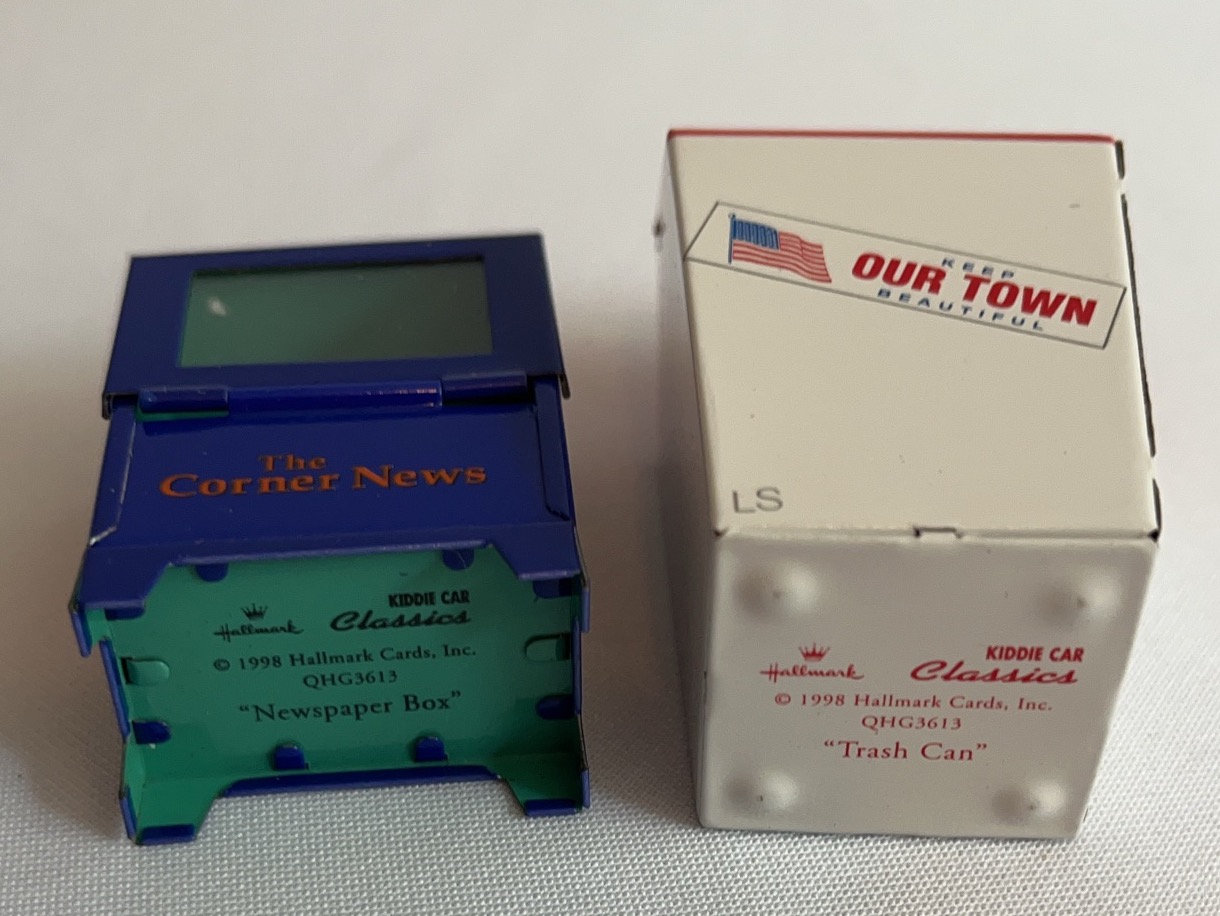 The
Corner News
Hallmark
KIDDIE CAR
Classics
© 1998 Hallmark Cards, Inc.
QHG3613
“Newspaper Box”
KEEP
OUR TOWN
BEAUTIFUL
LS
Hallmark
KIDDIE CAR
Classics
© 1998 Hallmark Cards, Inc.
QHG3613
“Trash Can”